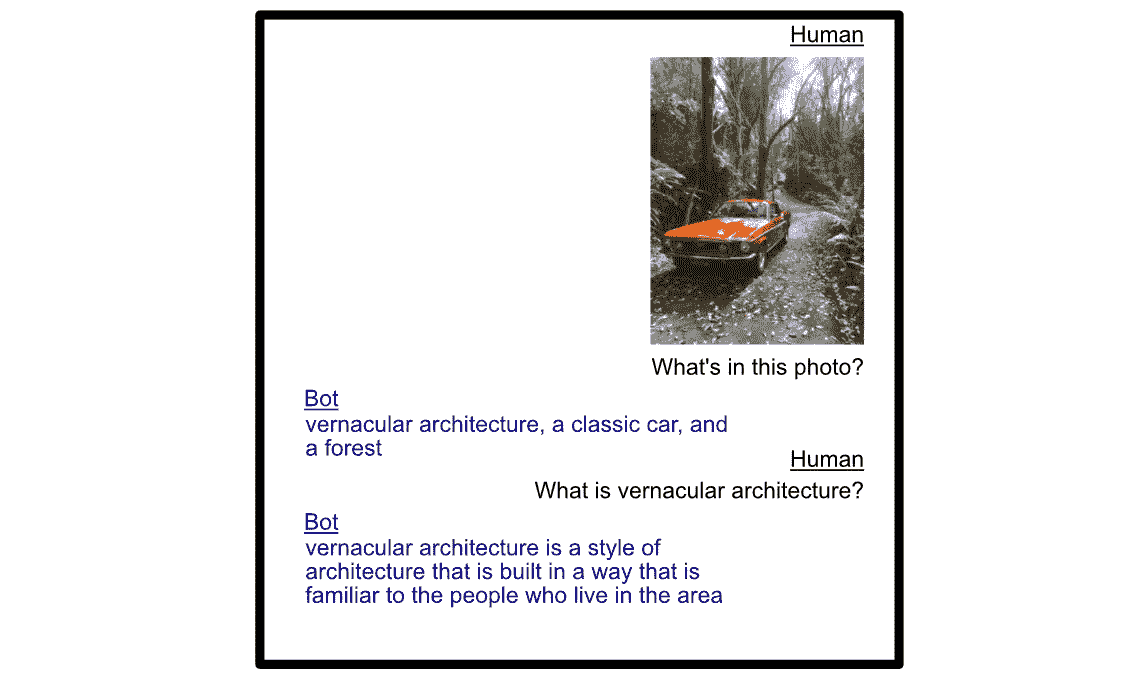 Human
What's in this photo?
Bot
vernacular architecture, a classic car, and
a forest
Human
What is vernacular architecture?
Bot
vernacular architecture is a style of
architecture that is built in a way that is
familiar to the people who live in the area